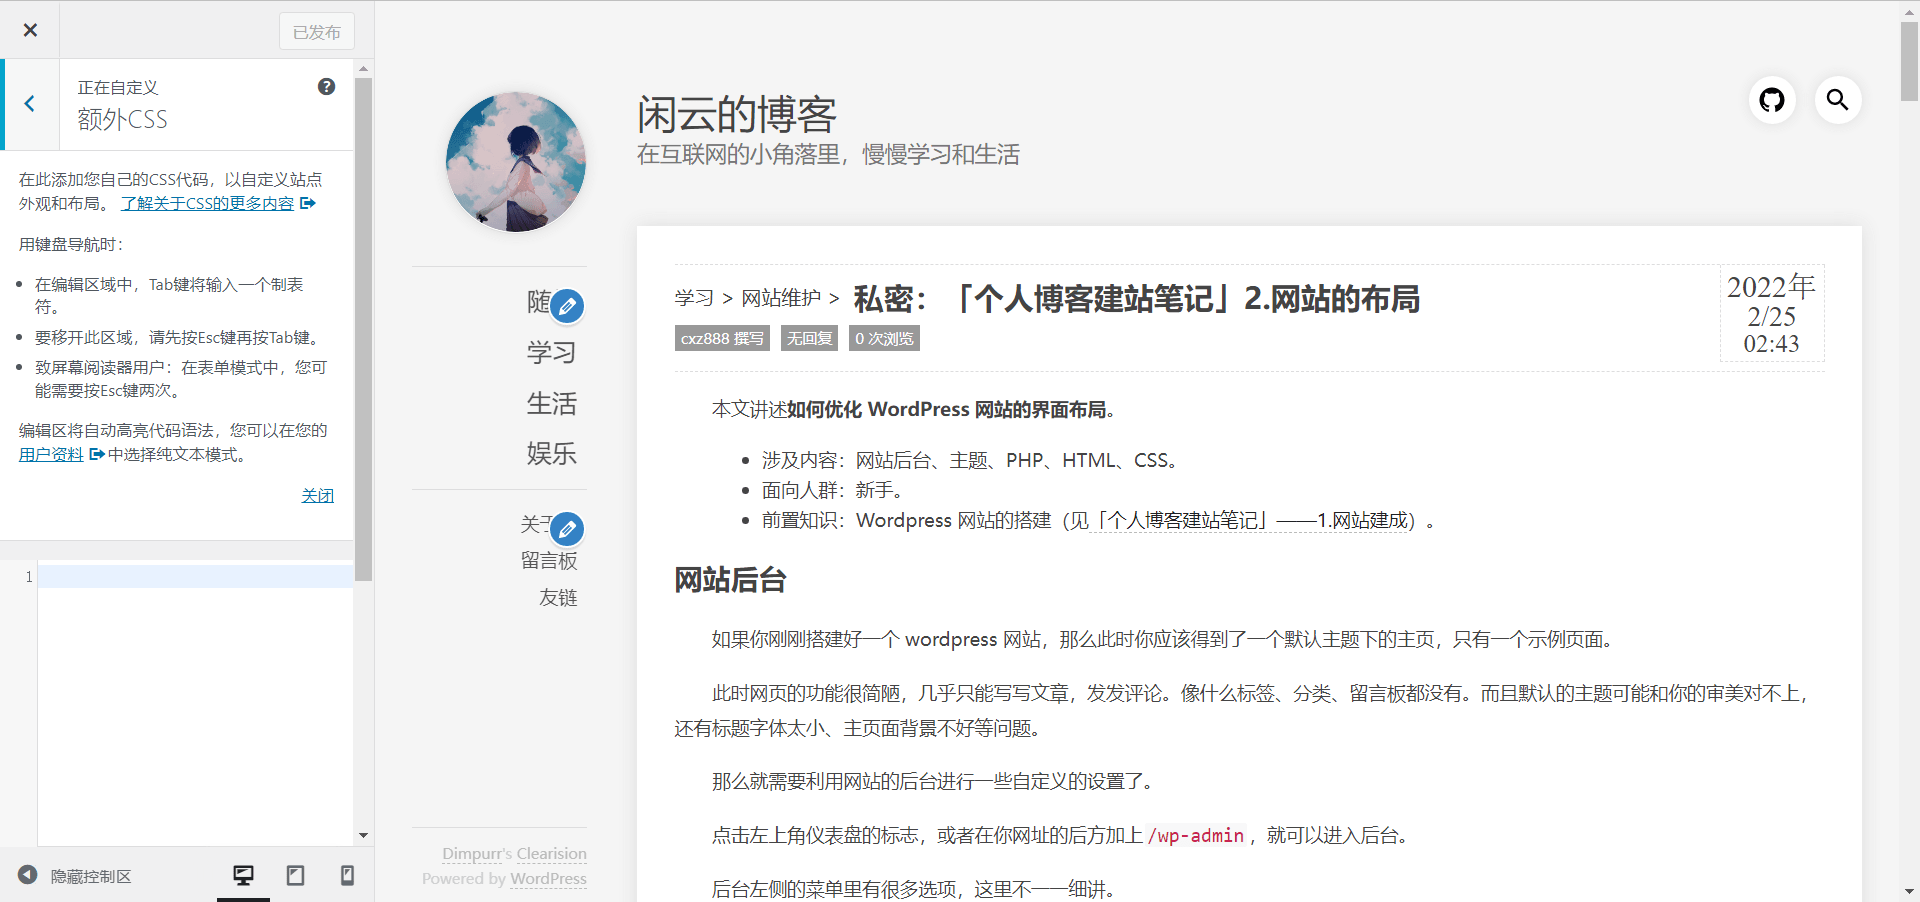 已发布
正在自定义
额外CSS
在此添加您自己的CSS代码，以自定义站点
外观和布局。 了解关于CSS的更多内容
用键盘导航时：
在编辑区域中，Tab键将输入一个制表
符。
要移开此区域，请先按Esc键再按Tab键。
致屏幕阅读器用户：在表单模式中，您可
能需要按Esc键两次。
编辑区将自动高亮代码语法，您可以在您的
用户资料 中选择纯文本模式。
关闭
1
隐藏控制区
闲云的博客
在互联网的小角落里，慢慢学习和生活
随
学习
生活
娱乐
关于
留言板
友链
Dimpurr's Clearision
Powered by WordPress
学习 > 网站维护 > 私密：「个人博客建站笔记」2.网站的布局
cxz888 撰写 无回复 0 次浏览
2022年
2/25
02:43
本文讲述如何优化 WordPress 网站的界面布局。
涉及内容：网站后台、主题、PHP、HTML、CSS。
面向人群：新手。
前置知识：Wordpress 网站的搭建（见「个人博客建站笔记」——1.网站建成）。
网站后台
如果你刚刚搭建好一个 wordpress 网站，那么此时你应该得到了一个默认主题下的主页，只有一个示例页面。
此时网页的功能很简陋，几乎只能写写文章，发发评论。像什么标签、分类、留言板都没有。而且默认的主题可能和你的审美对不上，
还有标题字体太小、主页面背景不好等问题。
那么就需要利用网站的后台进行一些自定义的设置了。
点击左上角仪表盘的标志，或者在你网址的后方加上 /wp-admin ，就可以进入后台。
后台左侧的菜单里有很多选项，这里不一一细讲。